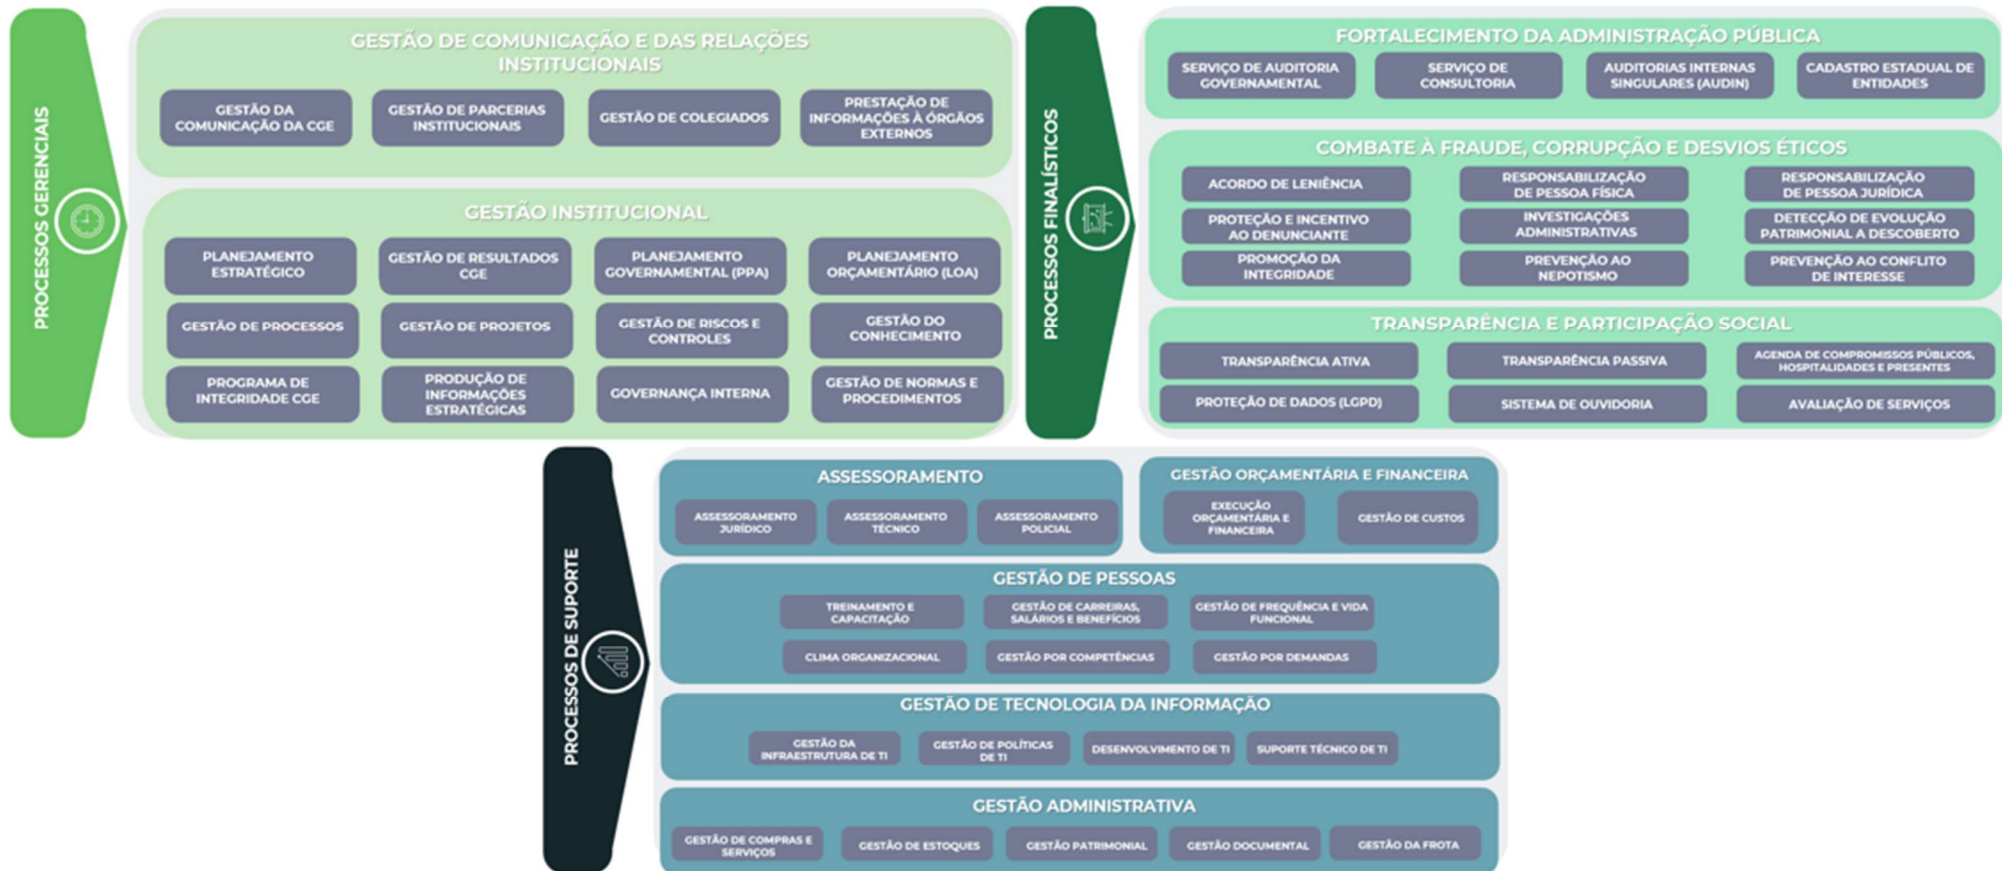 PROCESSOS GERENCIAIS
GESTÃO DE COMUNICAÇÃO E DAS RELAÇÕES
INSTITUCIONAIS
GESTÃO DA
COMUNICAÇÃO DA CGE
GESTÃO DE PARCERIAS
INSTITUCIONAIS
GESTÃO DE COLEGIADOS
PRESTAÇÃO DE
INFORMAÇÕES À ÓRGÃOS
EXTERNOS
GESTÃO INSTITUCIONAL
PLANEJAMENTO
ESTRATÉGICO
GESTÃO DE RESULTADOS
CGE
PLANEJAMENTO
GOVERNAMENTAL (PPA)
PLANEJAMENTO
ORÇAMENTÁRIO (LOA)
GESTÃO DE PROCESSOS
GESTÃO DE PROJETOS
GESTÃO DE RISCOS E
CONTROLES
GESTÃO DO
CONHECIMENTO
PROGRAMA DE
INTEGRIDADE CGE
PRODUÇÃO DE
INFORMAÇÕES
ESTRATÉGICAS
GOVERNANÇA INTERNA
GESTÃO DE NORMAS E
PROCEDIMENTOS
PROCESSOS FINALÍSTICOS
FORTALECIMENTO DA ADMINISTRAÇÃO PÚBLICA
SERVIÇO DE AUDITORIA
GOVERNAMENTAL
SERVIÇO DE
CONSULTORIA
AUDITORIAS INTERNAS
SINGULARES (AUDIN)
CADASTRO ESTADUAL DE
ENTIDADES
COMBATE À FRAUDE, CORRUPÇÃO E DESVIOS ÉTICOS
ACORDO DE LENIÊNCIA
RESPONSABILIZAÇÃO
DE PESSOA FÍSICA
RESPONSABILIZAÇÃO
DE PESSOA JURÍDICA
PROTEÇÃO E INCENTIVO
AO DENUNCIANTE
INVESTIGAÇÕES
ADMINISTRATIVAS
DETECÇÃO DE EVOLUÇÃO
PATRIMONIAL A DESCOBERTO
PROMOÇÃO DA
INTEGRIDADE
PREVENÇÃO AO
NEPOTISMO
PREVENÇÃO AO CONFLITO
DE INTERESSE
TRANSPARÊNCIA E PARTICIPAÇÃO SOCIAL
TRANSPARÊNCIA ATIVA
TRANSPARÊNCIA PASSIVA
AGENDA DE COMPROMISSOS PÚBLICOS,
HOSPITALIDADES E PRESENTES
PROTEÇÃO DE DADOS (LGPD)
SISTEMA DE OUVIDORIA
AVALIAÇÃO DE SERVIÇOS
PROCESSOS DE SUPORTE
ASSESSORAMENTO
ASSESSORAMENTO
JURÍDICO
ASSESSORAMENTO
TÉCNICO
ASSESSORAMENTO
POLICIAL
GESTÃO ORÇAMENTÁRIA E FINANCEIRA
EXECUÇÃO
ORÇAMENTÁRIA E
FINANCEIRA
GESTÃO DE CUSTOS
GESTÃO DE PESSOAS
TREINAMENTO E
CAPACITAÇÃO
GESTÃO DE CARREIRAS,
SALÁRIOS E BENEFÍCIOS
GESTÃO DE FREQUÊNCIA E VIDA
FUNCIONAL
CLIMA ORGANIZACIONAL
GESTÃO POR COMPETÊNCIAS
GESTÃO POR DEMANDAS
GESTÃO DE TECNOLOGIA DA INFORMAÇÃO
GESTÃO DA
INFRAESTRUTURA DE TI
GESTÃO DE POLÍTICAS
DE TI
DESENVOLVIMENTO DE TI
SUPORTE TÉCNICO DE TI
GESTÃO ADMINISTRATIVA
GESTÃO DE COMPRAS E
SERVIÇOS
GESTÃO DE ESTOQUES
GESTÃO PATRIMONIAL
GESTÃO DOCUMENTAL
GESTÃO DA FROTA